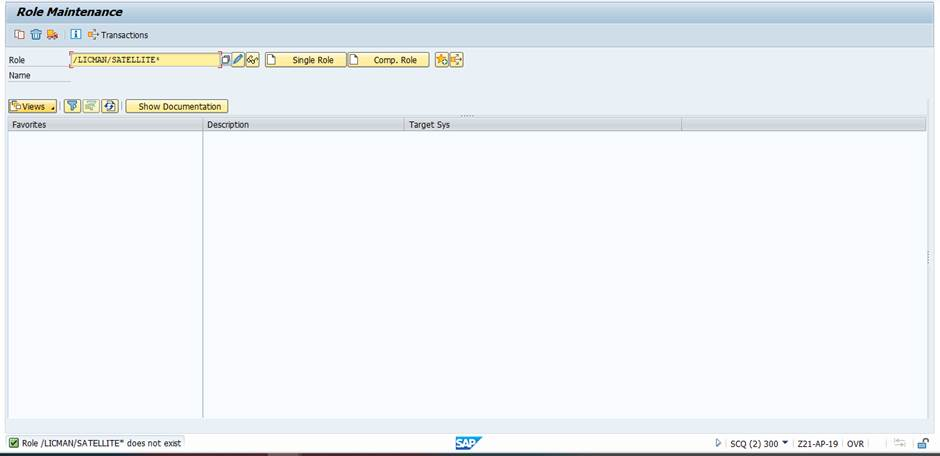 Role Maintenance
Transactions
Role /LICMAN/SATELLITE* Single Role Comp. Role
Name
Views Show Documentation
Favorites Description Target Sys
Role /LICMAN/SATELLITE* does not exist SAP SCQ (2) 300 Z21-AP-19 OVR